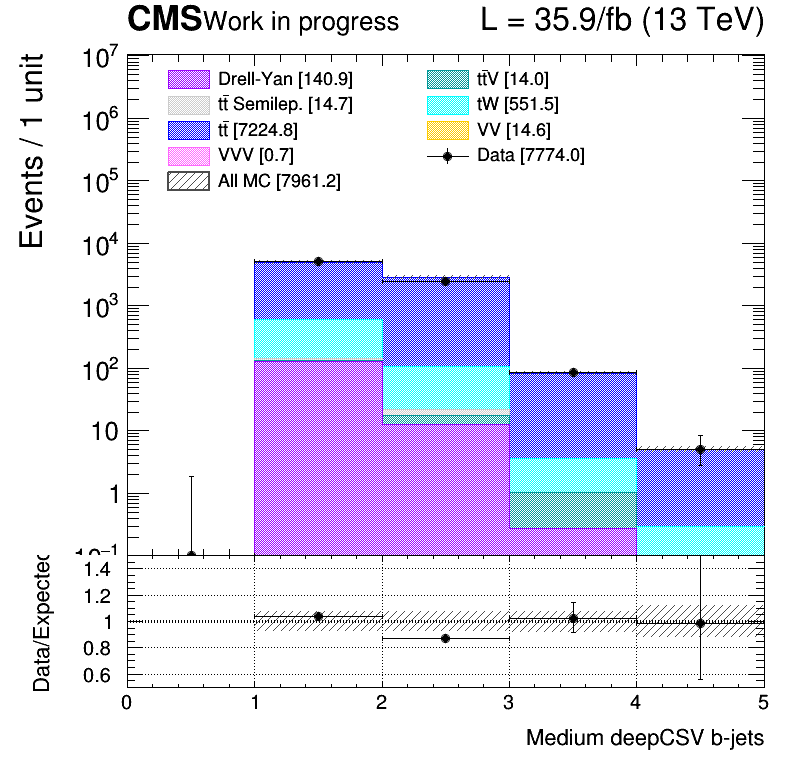 CMS Work in progress L = 35.9/fb (13 TeV)
Events / 1 unit
10⁷
10⁶
10⁵
10⁴
10³
10²
10
1
10⁻¹
Drell-Yan [140.9]
tt̄ Semilep. [14.7]
tt̄ [7224.8]
VVV [0.7]
All MC [7961.2]
tt̄V [14.0]
tW [551.5]
VV [14.6]
Data [7774.0]
Data/Expected
1.4
1.2
1
0.8
0.6
0 1 2 3 4 5
Medium deepCSV b-jets